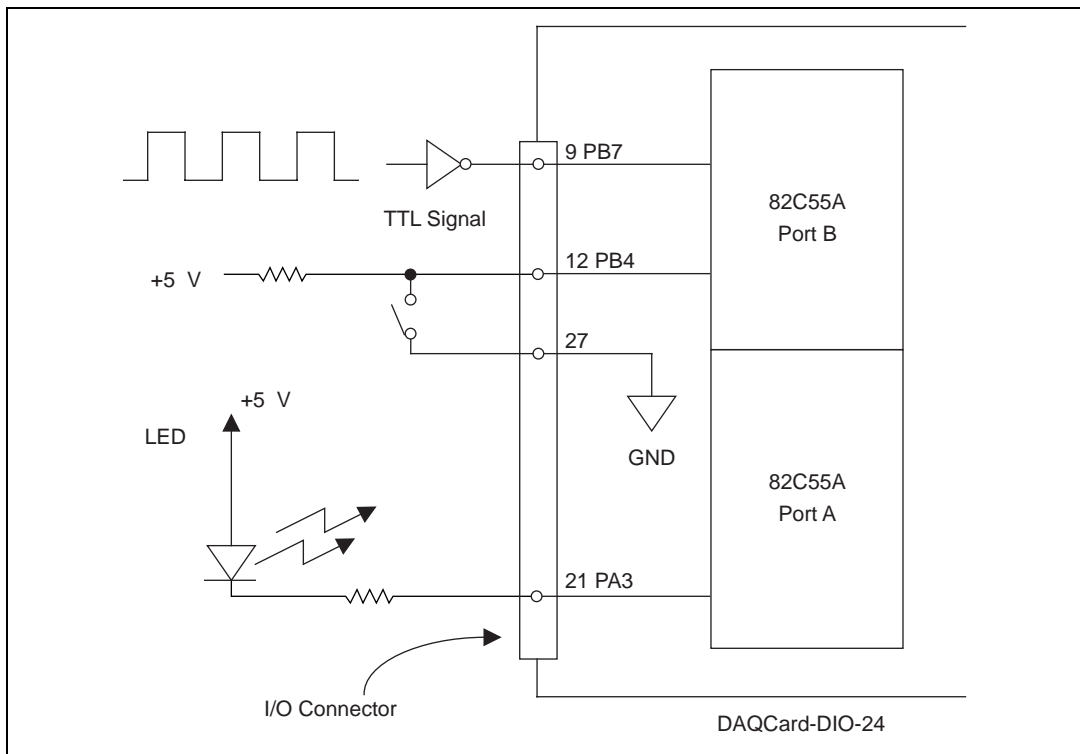 9 PB7
TTL Signal
82C55A
Port B
12 PB4
+5 V
27
+5 V
LED
GND
82C55A
Port A
21 PA3
I/O Connector
DAQCard-DIO-24